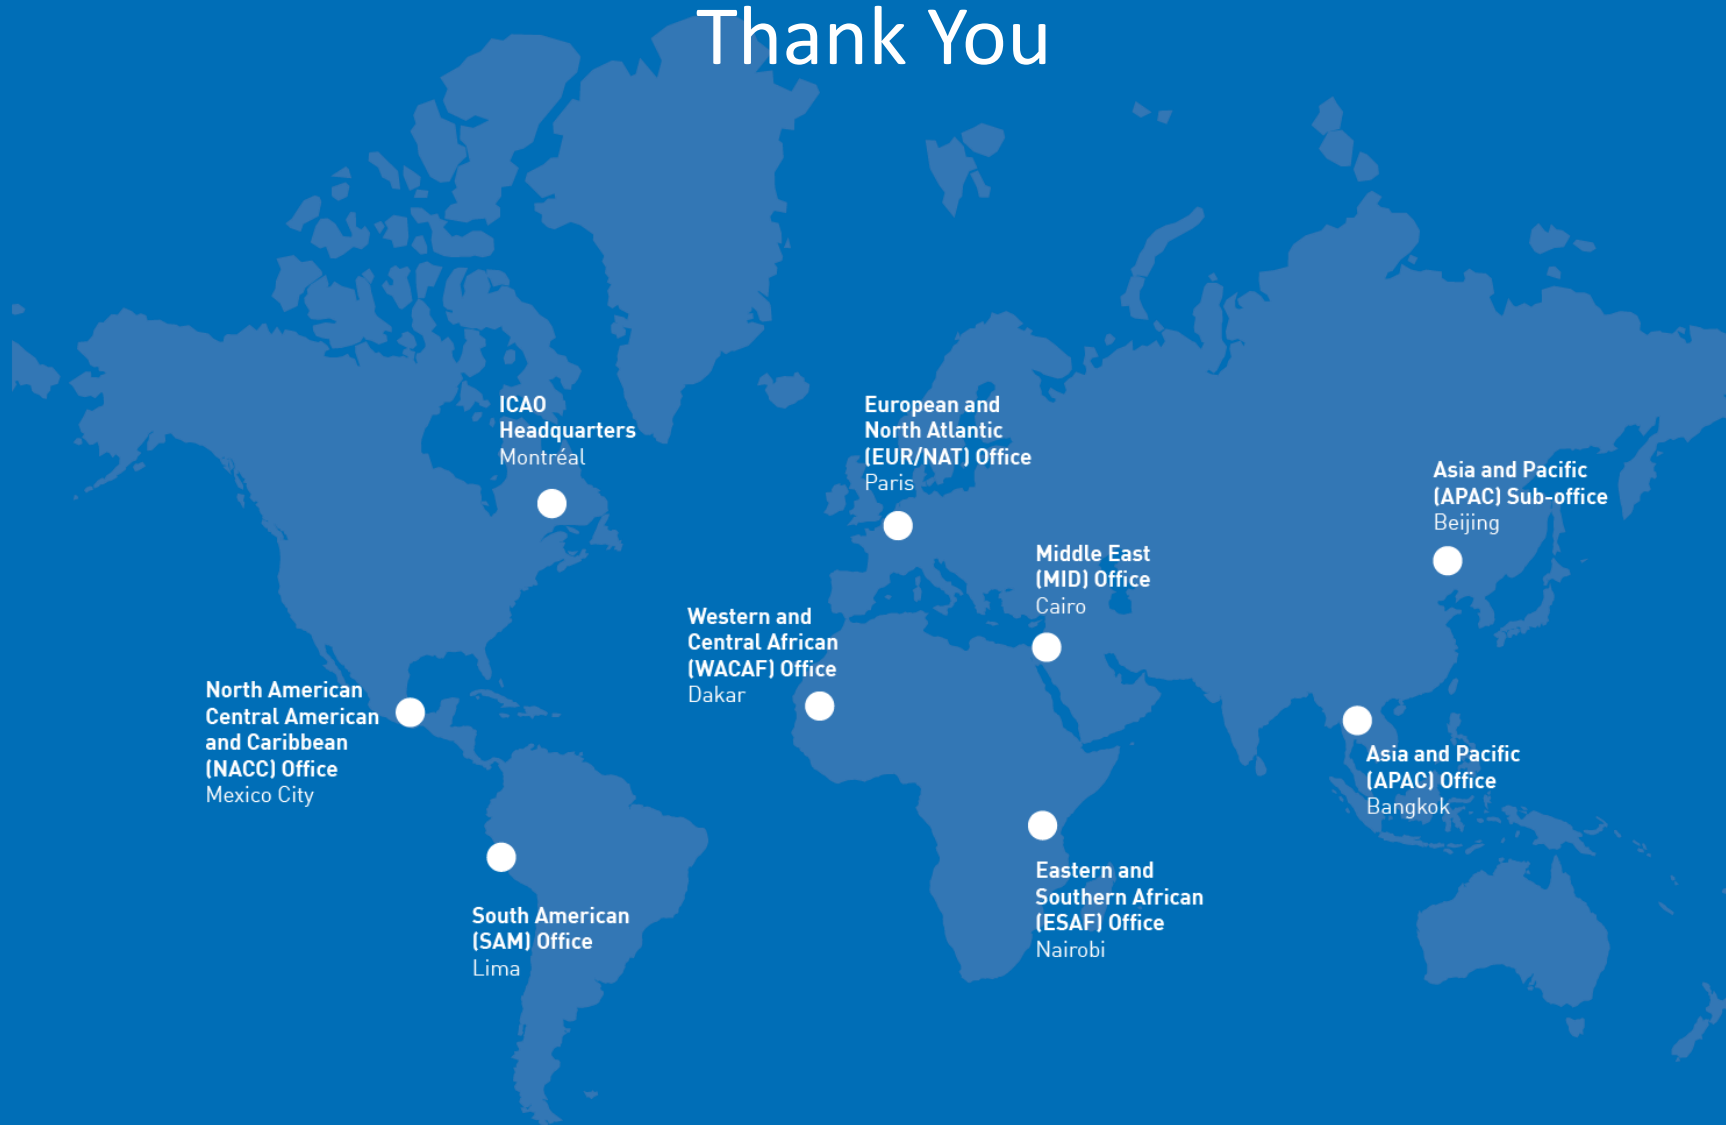 Thank You
ICAO
Headquarters
Montréal
European and
North Atlantic
(EUR/NAT) Office
Paris
Asia and Pacific
(APAC) Sub-office
Beijing
Middle East
(MID) Office
Cairo
Western and
Central African
(WACAF) Office
Dakar
North American
Central American
and Caribbean
(NACC) Office
Mexico City
Asia and Pacific
(APAC) Office
Bangkok
Eastern and
Southern African
(ESAF) Office
Nairobi
South American
(SAM) Office
Lima